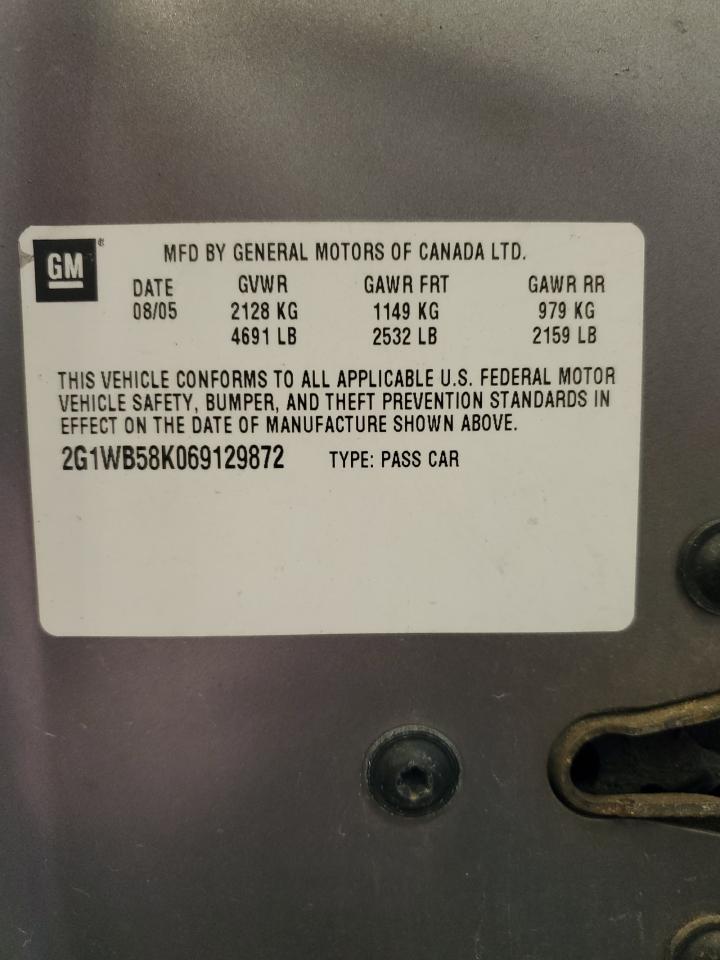 GM®
MFD BY GENERAL MOTORS OF CANADA LTD.
DATE GVWR GAWR FRT GAWR RR
08/05 2128 KG 1149 KG 979 KG
4691 LB 2532 LB 2159 LB
THIS VEHICLE CONFORMS TO ALL APPLICABLE U.S. FEDERAL MOTOR
VEHICLE SAFETY, BUMPER, AND THEFT PREVENTION STANDARDS IN
EFFECT ON THE DATE OF MANUFACTURE SHOWN ABOVE.
2G1WB58K069129872 TYPE: PASS CAR